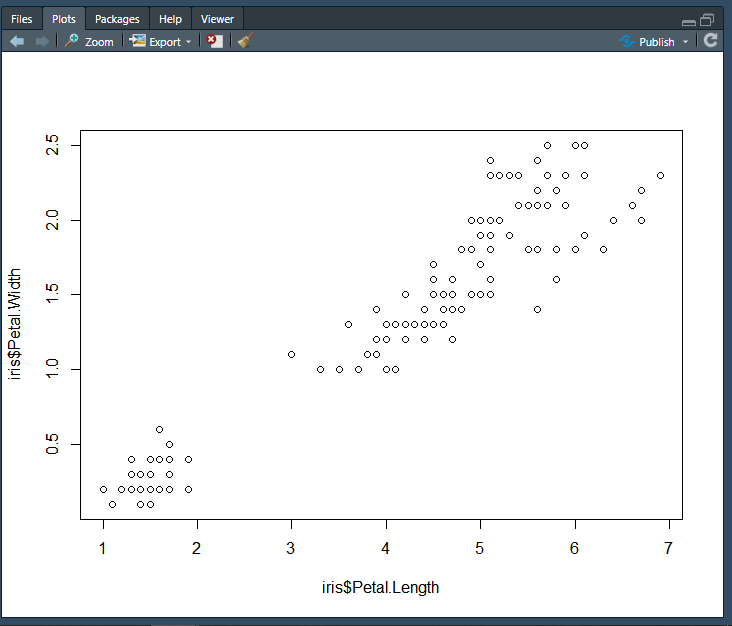 Files Plots Packages Help Viewer
Zoom Export Publish
2.5
2.0
1.5
1.0
0.5
iris$Petal.Width
1 2 3 4 5 6 7
iris$Petal.Length